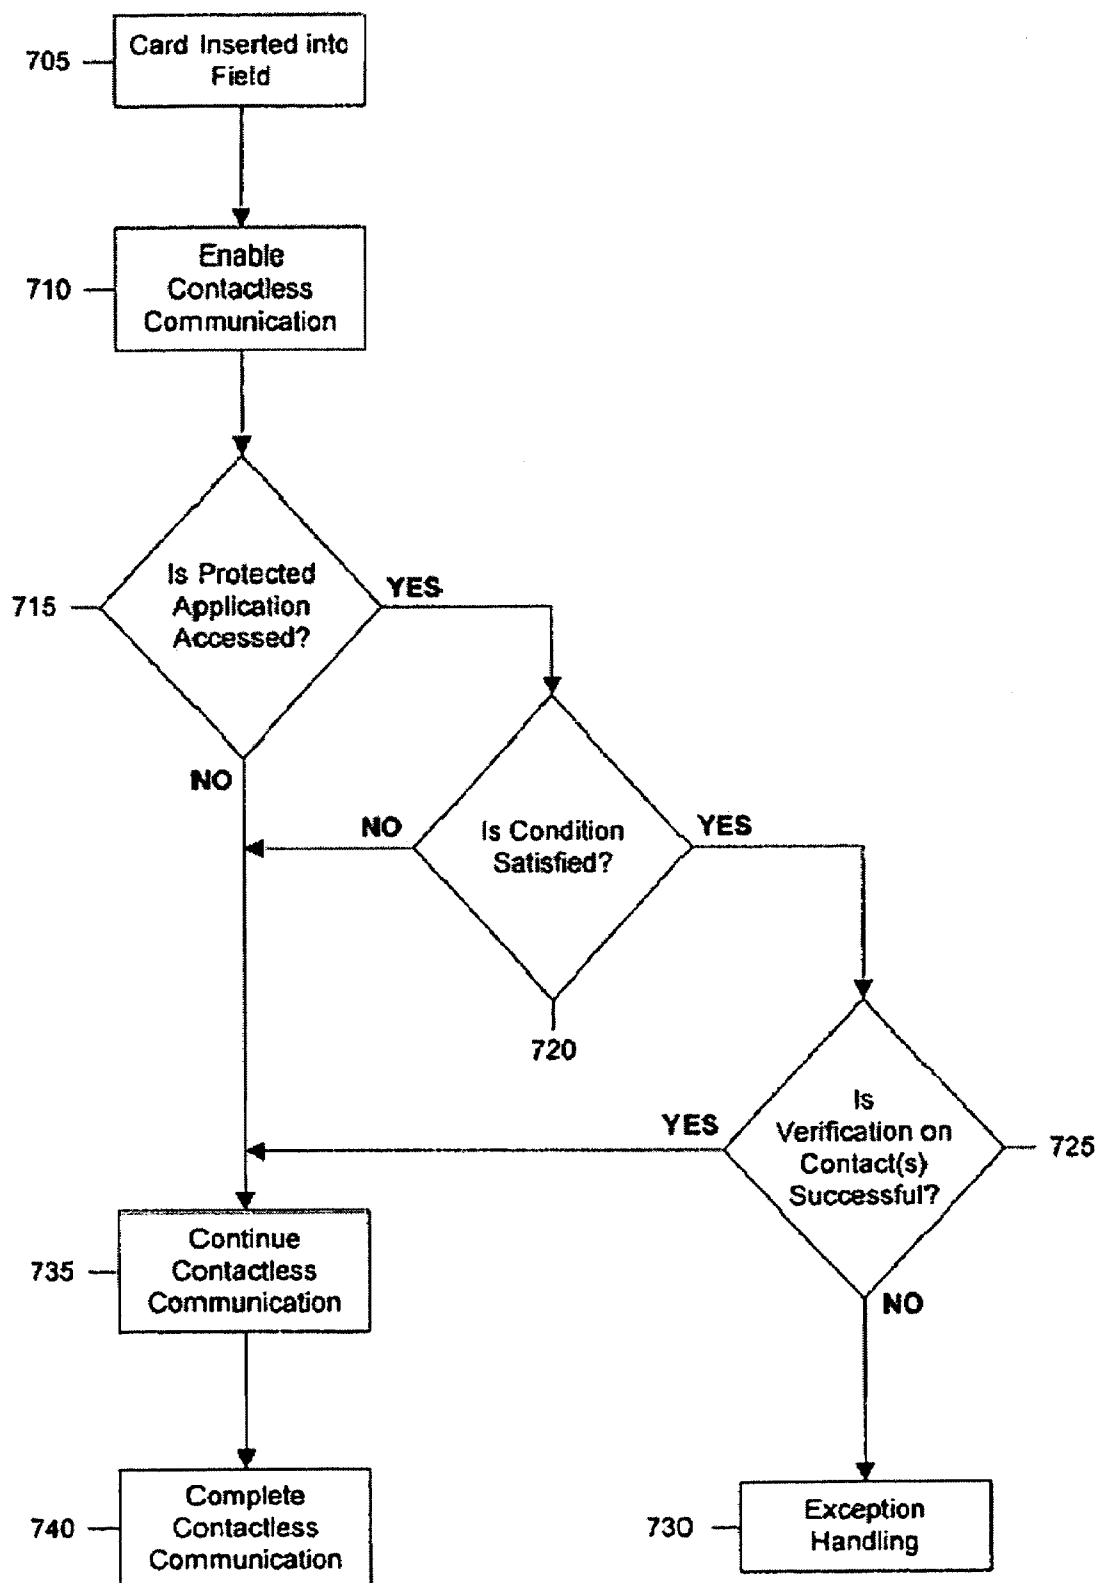 705
Card Inserted into
Field
710
Enable
Contactless
Communication
715
Is Protected
Application
Accessed?
YES
NO
NO
Is Condition
Satisfied?
YES
720
YES
Is
Verification on
Contact(s)
Successful?
725
NO
735
Continue
Contactless
Communication
740
Complete
Contactless
Communication
730
Exception
Handling